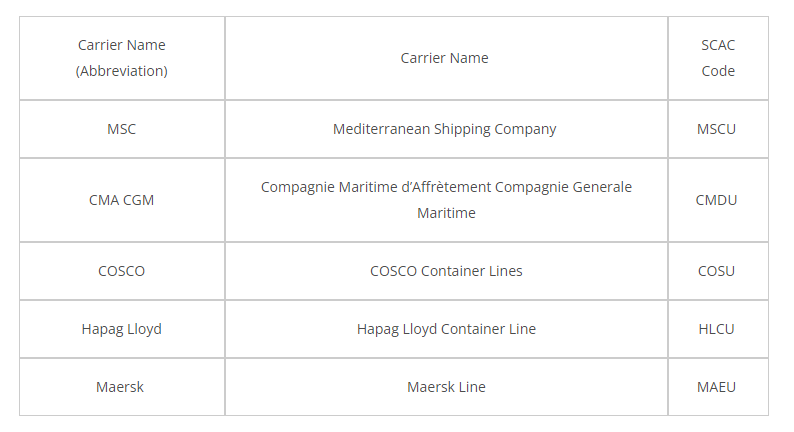 Carrier Name
(Abbreviation)
Carrier Name
SCAC
Code
MSC
Mediterranean Shipping Company
MSCU
CMA CGM
Compagnie Maritime d’Affrètement Compagnie Generale
Maritime
CMDU
COSCO
COSCO Container Lines
COSU
Hapag Lloyd
Hapag Lloyd Container Line
HLCU
Maersk
Maersk Line
MAEU